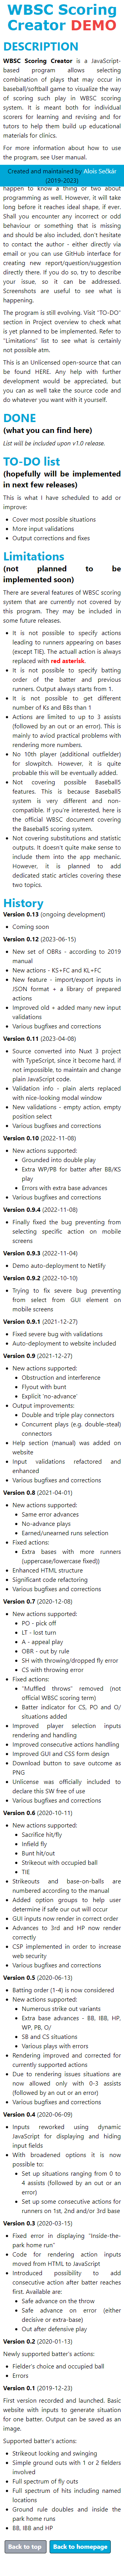 WBSC Scoring
Creator DEMO
DESCRIPTION
WBSC Scoring Creator is a JavaScript-
based program allows selecting
combination of plays that may occur in
baseball/softball game to visualize the way
of scoring such play in WBSC scoring
system. It is meant both for individual
scorers for learning and revising and for
tutors to help them build up educational
materials for clinics.
For more information about how to use
the program, see User manual.
Created and maintained by Alois Sečkár
(2019-2023)
happen to know a thing or two about
programming as well. However, it will take
long before it reaches ideal shape, if ever.
Shall you encounter any incorrect or odd
behaviour or something that is missing
and should be also included, don't hesitate
to contact the author - either directly via
email or you can use GitHub interface for
creating new report/issue/suggestion
directly there. If you do so, try to ascribe
your issue, so it can be addressed.
Screenshots are useful to see what is
happening.
The program is still evolving. Visit "TO-DO"
section in Project overview to check what
is yet planned to be implemented. Refer to
"Limitations" list to see what is certainly
not possible atm.
This is an Unlicensed open-source that can
be found HERE. Any help with further
development would be appreciated, but
you can as well take the source code and
do whatever you want with it yourself.
DONE
(what you can find here)
List will be included upon v1.0 release.
TO-DO list
(hopefully will be implemented
in next few releases)
This is what I have scheduled to add or
improve:
• Cover most possible situations
• More input validations
• Output corrections and fixes
Limitations
(not planned to be
implemented soon)
There are several features of WBSC scoring
system that are currently not covered by
this program. They may be included in
some future releases.
• It is not possible to specify actions
leading to runners appearing on bases
(except TIE). The actuall action is always
replaced with red asterisk.
• It is not possible to specify batting
order of the batter and previous
runners. Output always starts from 1.
• It is not possible to get different
number of Ks and BBs than 1
• Actions are limited to up to 3 assists
(followed by an out or an error). This is
mainly to avoid practical problems with
rendering more numbers.
• No 10th player (additional outfielder)
for slowpitch. However, it is quite
probable this will be eventually added.
• Not covering possible Baseball5
features. This is because Baseball5
system is very different and non-
compatible. If you're interested, here is
the official WBSC document covering
the Baseball5 scoring system.
• Not covering substitutions and statistic
outputs. It doesn't quite make sense to
include them into the app mechanic.
However, it is planned to add
dedicated static articles covering these
two topics.
History
Version 0.13 (ongoing development)
• Coming soon
Version 0.12 (2023-06-15)
• New set of OBRs - according to 2019
manual
• New actions - KS+FC and KL+FC
• New feature - import/export inputs in
JSON format + a library of prepared
actions
• Improved old + added many new input
validations
• Various bugfixes and corrections
Version 0.11 (2023-04-08)
• Source converted into Nuxt 3 project
with TypeScript, since it become hard, if
not impossible, to maintain and change
plain JavaScript code.
• Validation info - plain alerts replaced
with nice-looking modal window
• New validations - empty action, empty
position select
• Various bugfixes and corrections
Version 0.10 (2022-11-08)
• New actions supported:
• Grounded into double play
• Extra WP/PB for batter after BB/KS
play
• Errors with extra base advances
• Various bugfixes and corrections
Version 0.9.4 (2022-11-08)
• Finally fixed the bug preventing from
selecting specific action on mobile
screens
Version 0.9.3 (2022-11-04)
• Demo auto-deployment to Netlify
Version 0.9.2 (2022-10-10)
• Trying to fix severe bug preventing
from select from GUI element on
mobile screens
Version 0.9.1 (2021-12-27)
• Fixed severe bug with validations
• Auto-deployment to website included
Version 0.9 (2021-12-27)
• New actions supported:
• Obstruction and interference
• Flyout with bunt
• Explicit 'no-advance'
• Output improvements:
• Double and triple play connectors
• Concurrent plays (e.g. double-steal)
connectors
• Help section (manual) was added on
website
• Input validations refactored and
enhanced
• Various bugfixes and corrections
Version 0.8 (2021-04-01)
• New actions supported:
• Same error advances
• No-advance plays
• Earned/unearned runs selection
• Fixed actions:
• Extra bases with more runners
(uppercase/lowercase fixed))
• Enhanced HTML structure
• Significant code refactoring
• Various bugfixes and corrections
Version 0.7 (2020-12-08)
• New actions supported:
• PO - pick off
• LT - lost turn
• A - appeal play
• OBR - out by rule
• SH with throwing/dropped fly error
• CS with throwing error
• Fixed actions:
• "Muffled throws" removed (not
official WBSC scoring term)
• Batter indicator for CS, PO and O/
situations added
• Improved player selection inputs
rendering and handling
• Improved consecutive actions handling
• Improved GUI and CSS form design
• Download button to save outcome as
PNG
• Unlicense was officially included to
declare this SW free of use
• Various bugfixes and corrections
Version 0.6 (2020-10-11)
• New actions supported:
• Sacrifice hit/fly
• Infield fly
• Bunt hit/out
• Strikeout with occupied ball
• TIE
• Strikeouts and base-on-balls are
numbered according to the manual
• Added option groups to help user
determine if safe our out will occur
• GUI inputs now render in correct order
• Advances to 3rd and HP now render
correctly
• CSP implemented in order to increase
web security
• Various bugfixes and corrections
Version 0.5 (2020-06-13)
• Batting order (1-4) is now considered
• New actions supported:
• Numerous strike out variants
• Extra base advances - BB, IBB, HP,
WP, PB, O/
• SB and CS situations
• Various plays with errors
• Rendering improved and corrected for
currently supported actions
• Due to rendering issues situations are
now allowed only with 0-3 assists
(followed by an out or an error)
• Various bugfixes and corrections
Version 0.4 (2020-06-09)
• Inputs reworked using dynamic
JavaScript for displaying and hiding
input fields
• With broadened options it is now
possible to:
• Set up situations ranging from 0 to
4 assists (followed by an out or an
error)
• Set up some consecutive actions for
runners on 1st, 2nd and/or 3rd base
Version 0.3 (2020-03-15)
• Fixed error in displaying 'Inside-the-
park home run'
• Code for rendering action inputs
moved from HTML to JavaScript
• Introduced possibility to add
consecutive action after batter reaches
first. Available are:
• Safe advance on the throw
• Safe advance on error (either
decisive or extra-base)
• Out after defensive play
Version 0.2 (2020-01-13)
Newly supported batter's actions:
• Fielder's choice and occupied ball
• Errors
Version 0.1 (2019-12-23)
First version recorded and launched. Basic
website with inputs to generate situation
for one batter. Output can be saved as an
image.
Supported batter's actions:
• Strikeout looking and swinging
• Simple ground outs with 1 or 2 fielders
involved
• Full spectrum of fly outs
• Full spectrum of hits including named
locations
• Ground rule doubles and inside the
park home runs
• BB, IBB and HP
Back to top Back to homepage